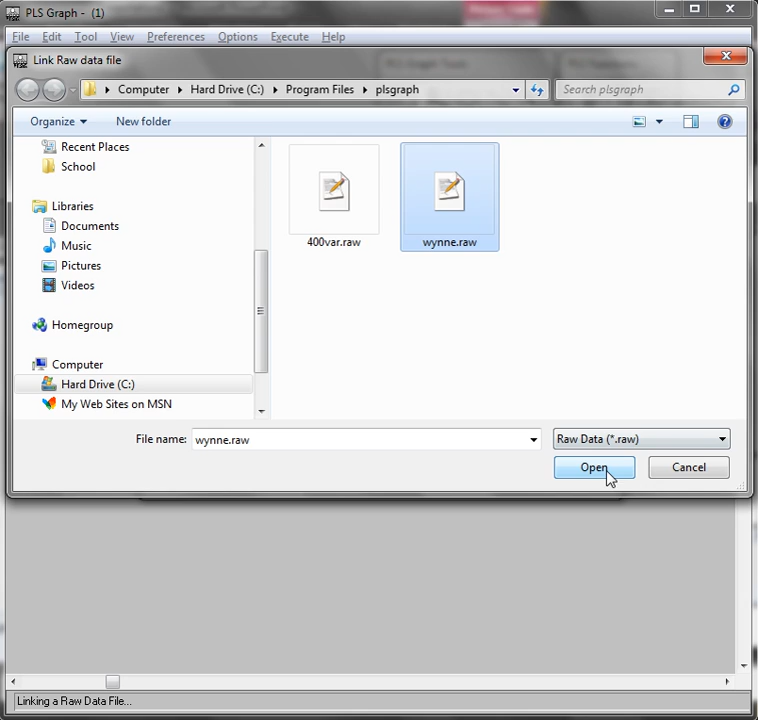 PLS Graph - (1)
File Edit Tool View Preferences Options Execute Help
Link Raw data file
Computer Hard Drive (C:) Program Files plsgraph Search plsgraph
Organize New folder
Recent Places
School
Libraries
Documents
Music
Pictures
Videos
Homegroup
Computer
Hard Drive (C:)
My Web Sites on MSN
400var.raw wynne.raw
File name: wynne.raw Raw Data (*.raw)
Open Cancel
Linking a Raw Data File...